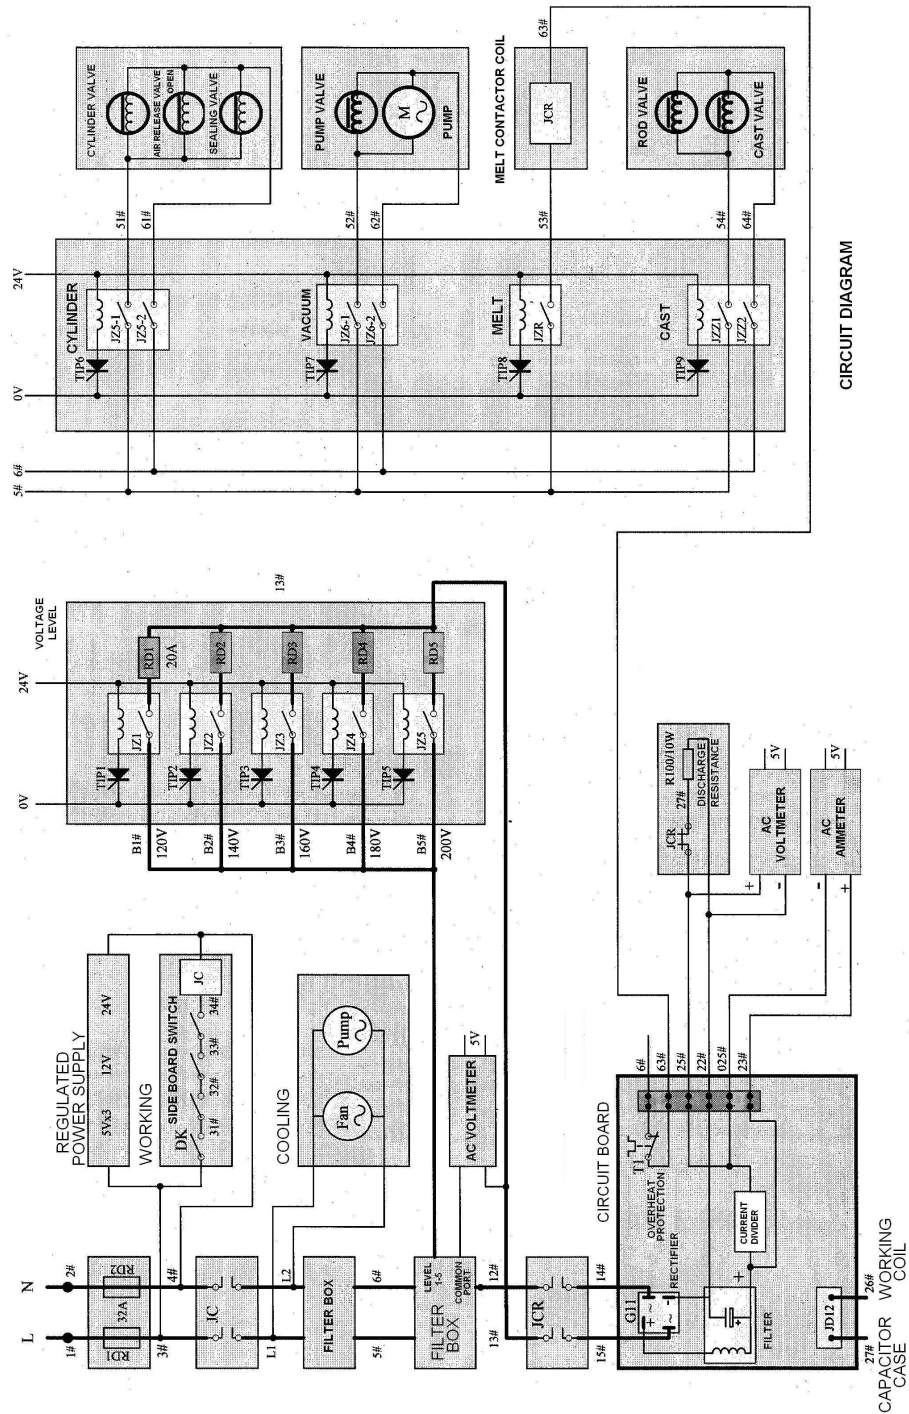 CIRCUIT DIAGRAM
L
N
1#
2#
RD1
32A
RD2
3#
4#
JC
L1
L2
FILTER BOX
5#
6#
FILTER
BOX
LEVEL
1-5
COMMON
PORT
13#
12#
JCR
15#
14#
REGULATED
POWER SUPPLY
5Vx3
12V
24V
WORKING
DK
SIDE BOARD SWITCH
31#
32#
33#
34#
JC
COOLING
Fan
Pump
AC VOLTMETER
5V
CIRCUIT BOARD
G11
+
~
-
~
RECTIFIER
OVERHEAT
PROTECTION
T1
CURRENT
DIVIDER
+
+
FILTER
JD12
27#
26#
CAPACITOR
CASE
WORKING
COIL
6#
63#
25#
22#
025#
23#
JCR
27#
R100/10W
DISCHARGE
RESISTANCE
+
-
AC
VOLTMETER
5V
-
+
AC
AMMETER
5V
VOLTAGE
LEVEL
0V
24V
13#
B1#
120V
TIP1
JZ1
RD1
20A
B2#
140V
TIP2
JZ2
RD2
B3#
160V
TIP3
JZ3
RD3
B4#
180V
TIP4
JZ4
RD4
B5#
200V
TIP5
JZ5
RD5
5#
6#
0V
24V
CYLINDER
TIP6
JZ5-1
JZ5-2
51#
61#
CYLINDER VALVE
AIR RELEASE VALVE
OPEN
SEALING VALVE
VACUUM
TIP7
JZ6-1
JZ6-2
52#
62#
PUMP VALVE
M
PUMP
MELT
TIP8
JZR
53#
63#
MELT CONTACTOR COIL
JCR
CAST
TIP9
JZZ1
JZZ2
54#
64#
ROD VALVE
CAST VALVE